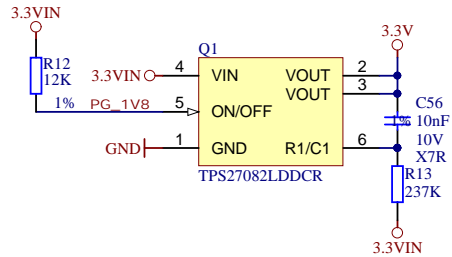 3.3VIN
R12
12K
1%
PG_1V8
3.3VIN
GND
Q1
4
5
1
VIN
ON/OFF
GND
VOUT
VOUT
R1/C1
2
3
6
TPS27082LDDCR
3.3V
C56
1%
10nF
10V
X7R
R13
237K
3.3VIN